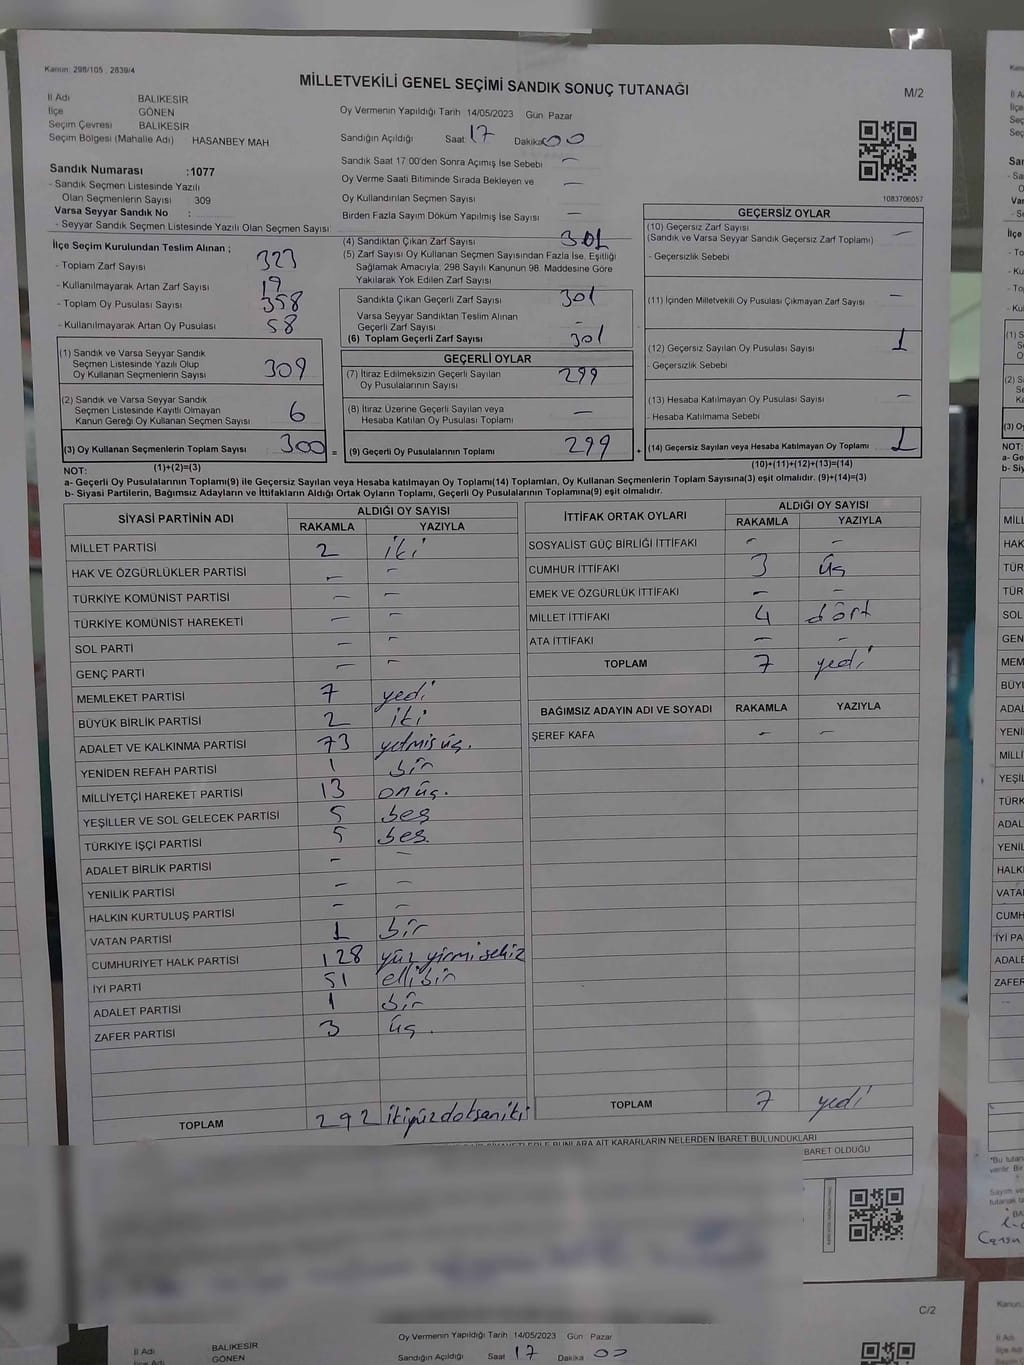 Kanun: 298/105 , 2839/4
MİLLETVEKİLİ GENEL SEÇİMİ SANDIK SONUÇ TUTANAĞI
M/2
İl Adı BALIKESİR
İlçe GÖNEN
Seçim Çevresi BALIKESİR
Seçim Bölgesi (Mahalle Adı) HASANBEY MAH
Oy Vermenin Yapıldığı Tarih 14/05/2023 Gün: Pazar
Sandığın Açıldığı Saat 17 Dakika 00
Sandık Saat 17 00'den Sonra Açımış İse Sebebi -
Oy Verme Saati Bitiminde Sırada Bekleyen ve
Oy Kullandırılan Seçmen Sayısı -
Birden Fazla Sayım Döküm Yapılmış İse Sayısı -
1083706057
Sandık Numarası :1077
- Sandık Seçmen Listesinde Yazılı
Olan Seçmenlerin Sayısı 309
Varsa Seyyar Sandık No :
- Seyyar Sandık Seçmen Listesinde Yazılı Olan Seçmen Sayısı
İlçe Seçim Kurulundan Teslim Alınan ;
- Toplam Zarf Sayısı 323
- Kullanılmayarak Artan Zarf Sayısı 19
- Toplam Oy Pusulası Sayısı 358
- Kullanılmayarak Artan Oy Pusulası 58
(1) Sandık ve Varsa Seyyar Sandık
Seçmen Listesinde Yazılı Olup
Oy Kullanan Seçmenlerin Sayısı 309
(2) Sandık ve Varsa Seyyar Sandık
Seçmen Listesinde Kayıtlı Olmayan
Kanun Gereği Oy Kullanan Seçmen Sayısı 6
(3) Oy Kullanan Seçmenlerin Toplam Sayısı 300 =
(1)+(2)=(3)
(4) Sandıktan Çıkan Zarf Sayısı 301
(5) Zarf Sayısı Oy Kullanan Seçmen Sayısından Fazla İse, Eşitliği
Sağlamak Amacıyla, 298 Sayılı Kanunun 98. Maddesine Göre
Yakılarak Yok Edilen Zarf Sayısı
Sandıkta Çıkan Geçerli Zarf Sayısı 301
Varsa Seyyar Sandıktan Teslim Alınan
Geçerli Zarf Sayısı -
(6) Toplam Geçerli Zarf Sayısı 301
GEÇERLİ OYLAR
(7) İtiraz Edilmeksizin Geçerli Sayılan
Oy Pusulalarının Sayısı 299
(8) İtiraz Üzerine Geçerli Sayılan veya
Hesaba Katılan Oy Pusulası Toplamı -
(9) Geçerli Oy Pusulalarının Toplamı 299 +
GEÇERSİZ OYLAR
(10) Geçersiz Zarf Sayısı -
(Sandık ve Varsa Seyyar Sandık Geçersiz Zarf Toplamı)
- Geçersizlik Sebebi
(11) İçinden Milletvekili Oy Pusulası Çıkmayan Zarf Sayısı -
(12) Geçersiz Sayılan Oy Pusulası Sayısı 1
- Geçersizlik Sebebi
(13) Hesaba Katılmayan Oy Pusulası Sayısı -
- Hesaba Katılmama Sebebi
(14) Geçersiz Sayılan veya Hesaba Katılmayan Oy Toplamı 1
(10)+(11)+(12)+(13)=(14)
NOT:
a- Geçerli Oy Pusulalarının Toplamı(9) ile Geçersiz Sayılan veya Hesaba katılmayan Oy Toplamı(14) Toplamları, Oy Kullanan Seçmenlerin Toplam Sayısına(3) eşit olmalıdır. (9)+(14)=(3)
b- Siyasi Partilerin, Bağımsız Adayların ve İttifakların Aldığı Ortak Oyların Toplamı, Geçerli Oy Pusulalarının Toplamına(9) eşit olmalıdır.
SİYASİ PARTİNİN ADI ALDIĞI OY SAYISI
RAKAMLA YAZIYLA
MİLLET PARTİSİ 2 iki
HAK VE ÖZGÜRLÜKLER PARTİSİ - -
TÜRKİYE KOMÜNİST PARTİSİ - -
TÜRKİYE KOMÜNİST HAREKETİ - -
SOL PARTİ - -
GENÇ PARTİ - -
MEMLEKET PARTİSİ 7 yedi
BÜYÜK BİRLİK PARTİSİ 2 iki
ADALET VE KALKINMA PARTİSİ 73 yetmiş üç.
YENİDEN REFAH PARTİSİ 1 bir
MİLLİYETÇİ HAREKET PARTİSİ 13 onüç.
YEŞİLLER VE SOL GELECEK PARTİSİ 5 beş
TÜRKİYE İŞÇİ PARTİSİ 5 beş.
ADALET BİRLİK PARTİSİ - -
YENİLİK PARTİSİ - -
HALKIN KURTULUŞ PARTİSİ - -
VATAN PARTİSİ 1 bir
CUMHURİYET HALK PARTİSİ 128 yüz yirmi sekiz
İYİ PARTİ 51 ellibir
ADALET PARTİSİ 1 bir
ZAFER PARTİSİ 3 üç.
TOPLAM 292 ikiyüzdoksaniki
İTTİFAK ORTAK OYLARI ALDIĞI OY SAYISI
RAKAMLA YAZIYLA
SOSYALİST GÜÇ BİRLİĞİ İTTİFAKI - -
CUMHUR İTTİFAKI 3 üç
EMEK VE ÖZGÜRLÜK İTTİFAKI - -
MİLLET İTTİFAKI 4 dört
ATA İTTİFAKI - -
TOPLAM 7 yedi
BAĞIMSIZ ADAYIN ADI VE SOYADI RAKAMLA YAZIYLA
ŞEREF KAFA - -
TOPLAM 7 yedi
BUNLARA AİT KARARLARIN NELERDEN İBARET BULUNDUKLARI
BARET OLDUĞU
C/2
Oy Vermenin Yapıldığı Tarih 14/05/2023 Gün: Pazar
İl Adı BALIKESİR
GÖNEN
Sandığın Açıldığı Saat 17 Dakika 00